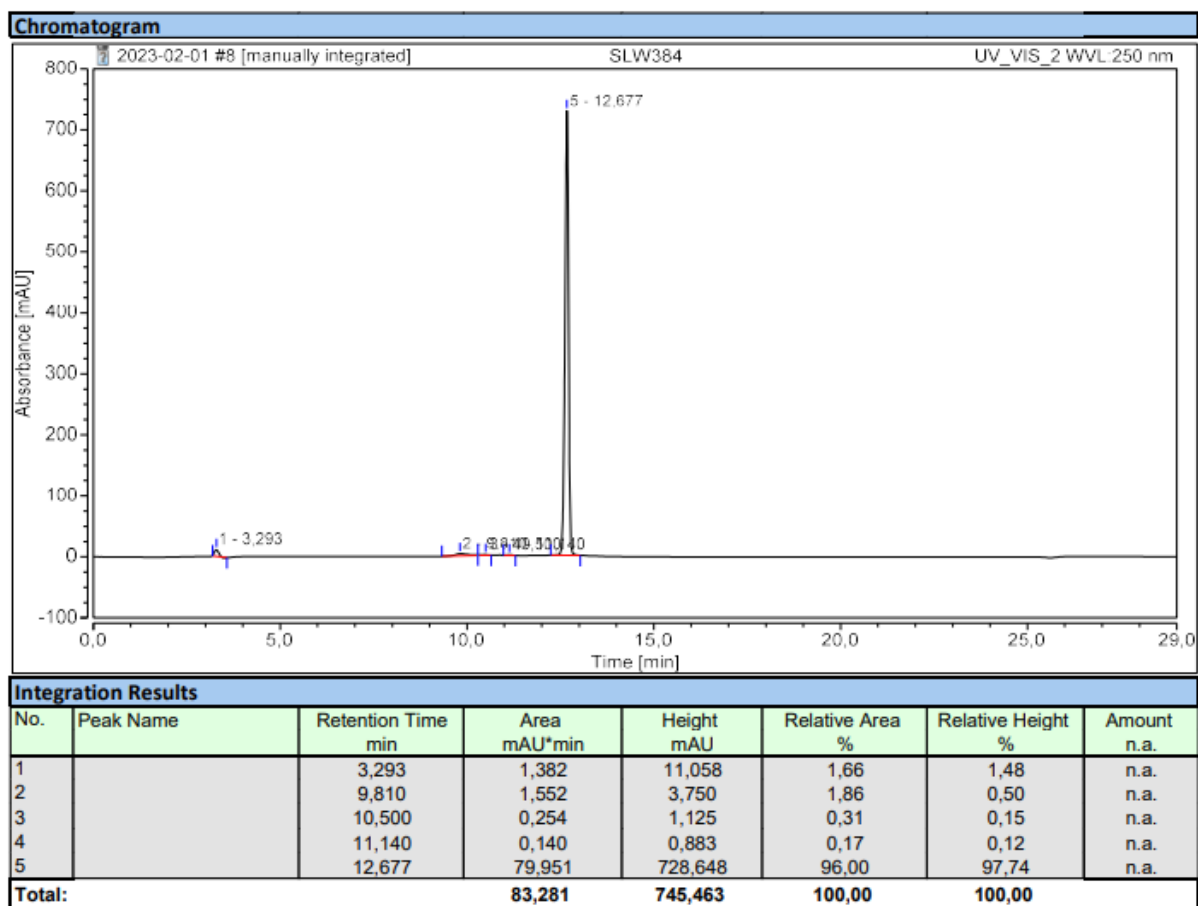 Chromatogram
2023-02-01 #8 [manually integrated] SLW384 UV_VIS_2 WVL:250 nm
800
700
600
500
400
300
200
100
0
-100
Absorbance [mAU]
5 - 12,677
1 - 3,293
2
0,0 5,0 10,0 15,0 20,0 25,0 29,0
Time [min]
Integration Results
No. Peak Name Retention Time Area Height Relative Area Relative Height Amount
min mAU*min mAU % % n.a.
1 3,293 1,382 11,058 1,66 1,48 n.a.
2 9,810 1,552 3,750 1,86 0,50 n.a.
3 10,500 0,254 1,125 0,31 0,15 n.a.
4 11,140 0,140 0,883 0,17 0,12 n.a.
5 12,677 79,951 728,648 96,00 97,74 n.a.
Total: 83,281 745,463 100,00 100,00